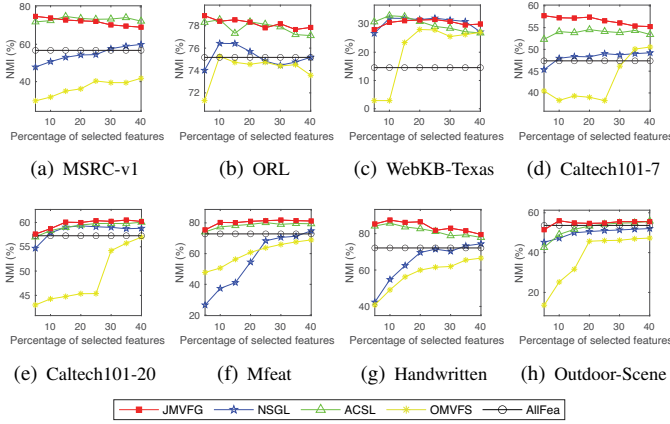 NMI (%)
80
60
40
10 20 30 40
Percentage of selected features
(a) MSRC-v1
NMI (%)
78
76
74
72
10 20 30 40
Percentage of selected features
(b) ORL
NMI (%)
30
20
10
0
10 20 30 40
Percentage of selected features
(c) WebKB-Texas
NMI (%)
55
50
45
40
10 20 30 40
Percentage of selected features
(d) Caltech101-7
NMI (%)
60
55
50
45
10 20 30 40
Percentage of selected features
(e) Caltech101-20
NMI (%)
80
60
40
20
10 20 30 40
Percentage of selected features
(f) Mfeat
NMI (%)
80
60
40
10 20 30 40
Percentage of selected features
(g) Handwritten
NMI (%)
60
40
20
0
10 20 30 40
Percentage of selected features
(h) Outdoor-Scene
JMVFG NSGL ACSL OMVFS AllFea